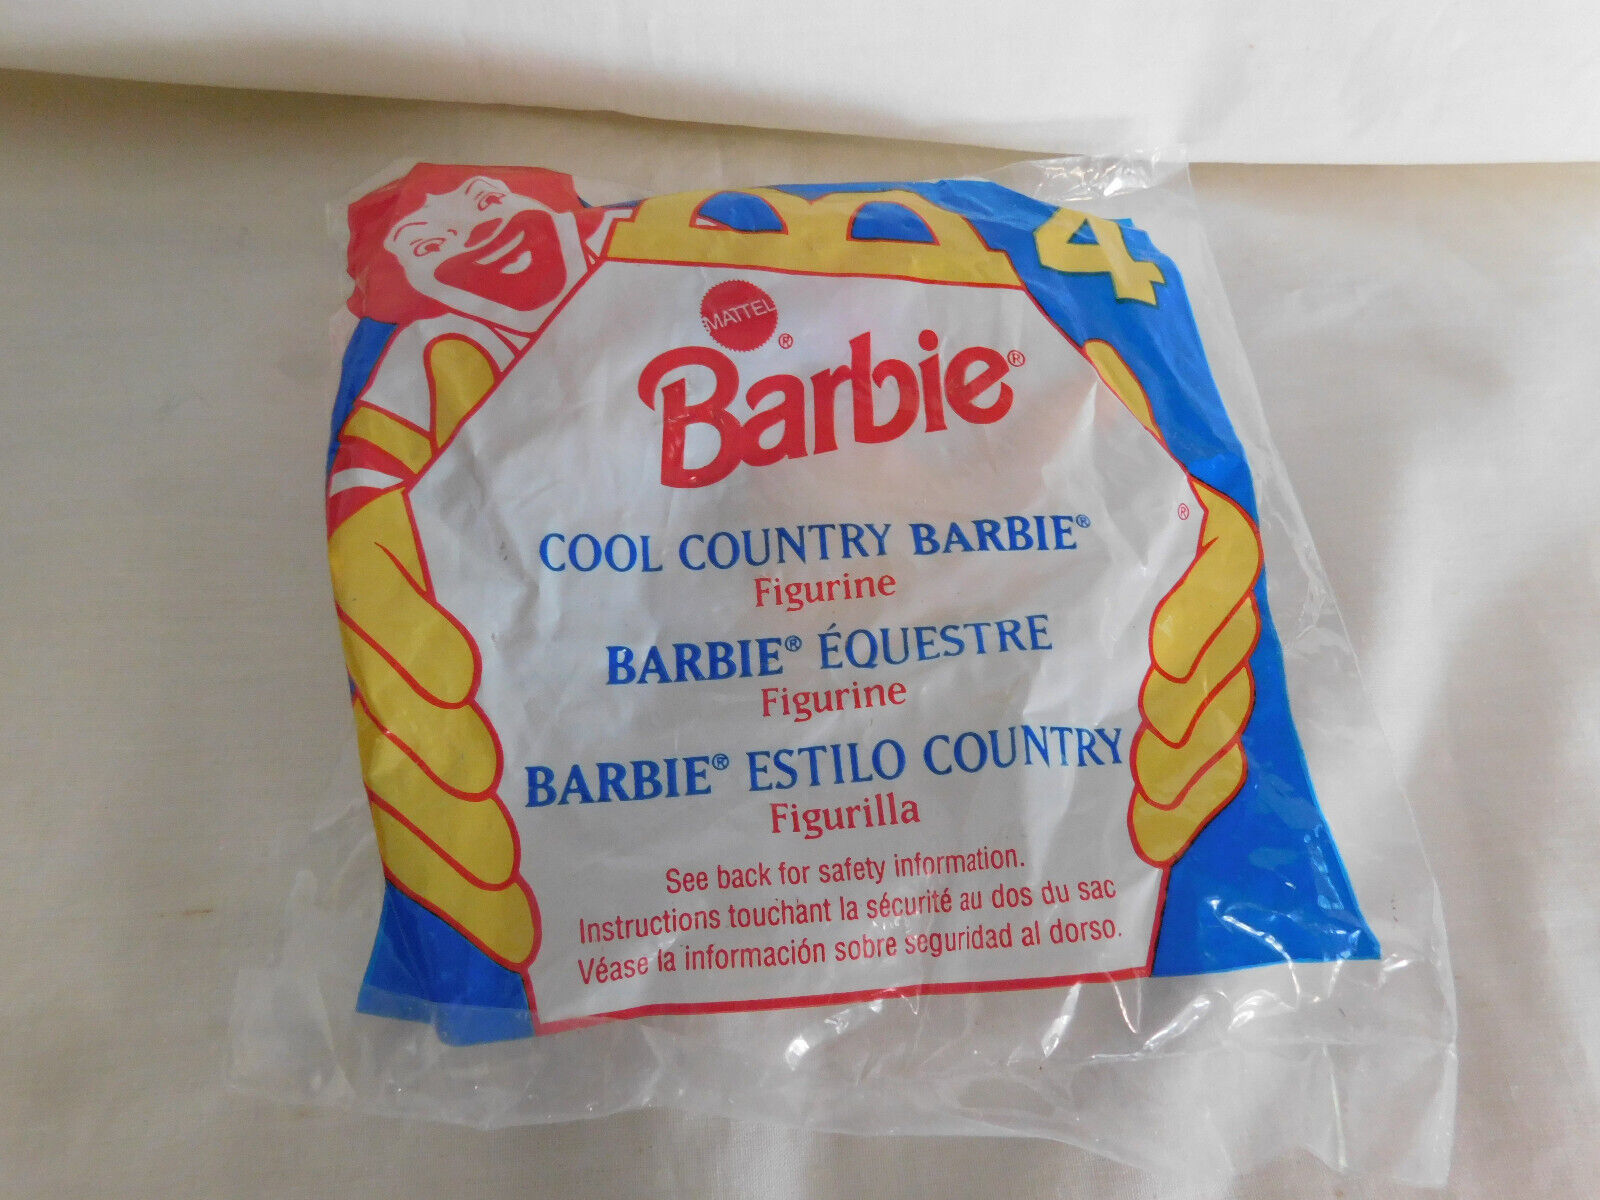 4
MATTEL®
Barbie®
®
COOL COUNTRY BARBIE®
Figurine
BARBIE® ÉQUESTRE
Figurine
BARBIE® ESTILO COUNTRY
Figurilla
See back for safety information.
Instructions touchant la sécurité au dos du sac
Véase la información sobre seguridad al dorso.